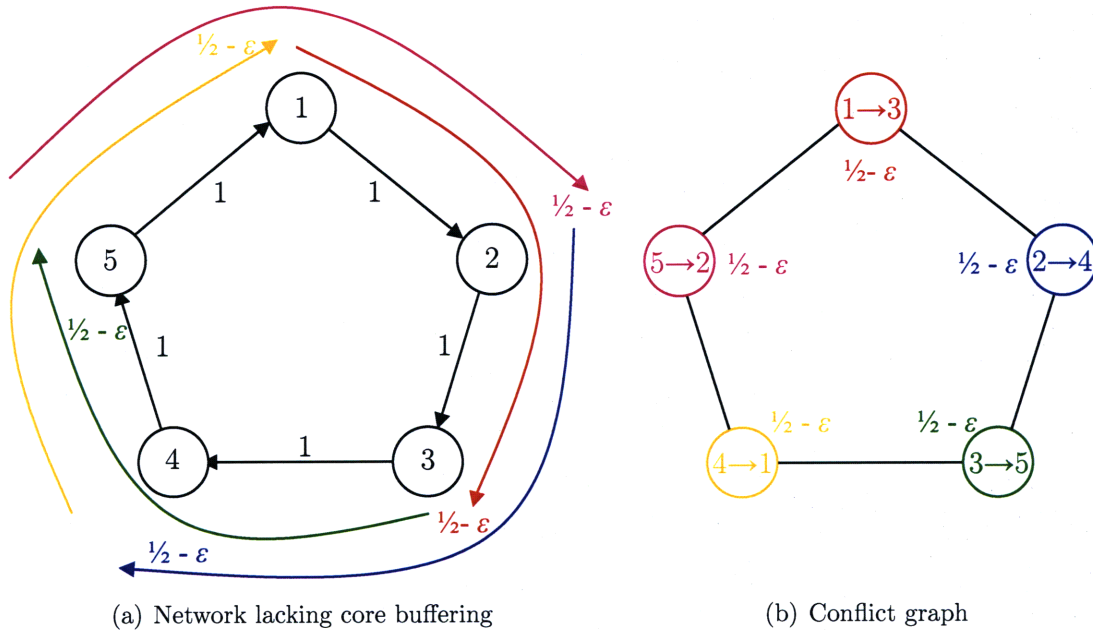 ½ - ε
1
1→3
½- ε
1
1
½ - ε
5
2
5→2
½ - ε
½ - ε
2→4
½ - ε
1
1
½ - ε
½ - ε
4
1
3
4→1
3→5
½- ε
½ - ε
(a) Network lacking core buffering
(b) Conflict graph